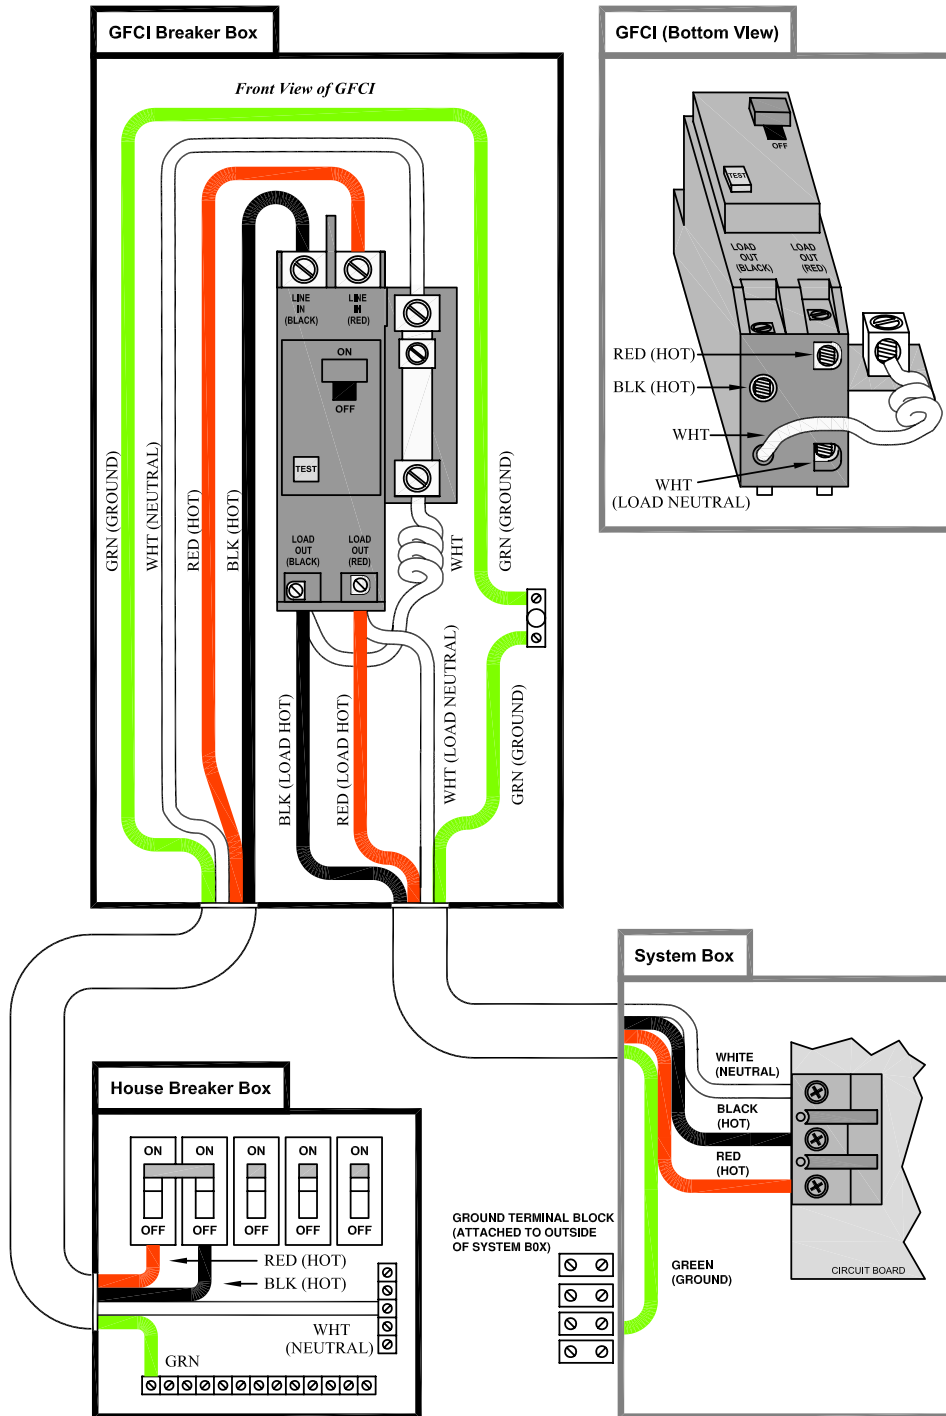 GFCI Breaker Box
Front View of GFCI
LINE
IN
(BLACK)
LINE
IN
(RED)
ON
OFF
TEST
LOAD
OUT
(BLACK)
LOAD
OUT
(RED)
GRN (GROUND)
WHT (NEUTRAL)
RED (HOT)
BLK (HOT)
WHT
GRN (GROUND)
BLK (LOAD HOT)
RED (LOAD HOT)
WHT (LOAD NEUTRAL)
GRN (GROUND)
GFCI (Bottom VIew)
OFF
TEST
LOAD
OUT
(BLACK)
LOAD
OUT
(RED)
RED (HOT)
BLK (HOT)
WHT
WHT
(LOAD NEUTRAL)
System Box
WHITE
(NEUTRAL)
BLACK
(HOT)
RED
(HOT)
GROUND TERMINAL BLOCK
(ATTACHED TO OUTSIDE
OF SYSTEM B0X)
GREEN
(GROUND)
CIRCUIT BOARD
House Breaker Box
ON
ON
ON
ON
ON
OFF
OFF
OFF
OFF
OFF
RED (HOT)
BLK (HOT)
WHT
(NEUTRAL)
GRN